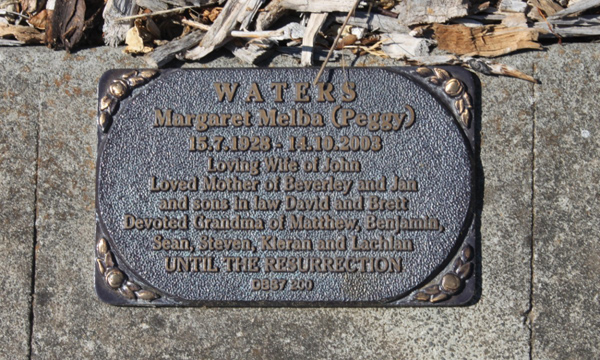 WATERS
Margaret Melba (Peggy)
15.7.1928 - 14.10.2003
Loving Wife of John
Loved Mother of Beverley and Jan
and sons in law David and Brett
Devoted Grandma of Matthew, Benjamin,
Sean, Steven, Kieran and Lachlan
UNTIL THE RESURRECTION
DB87 200